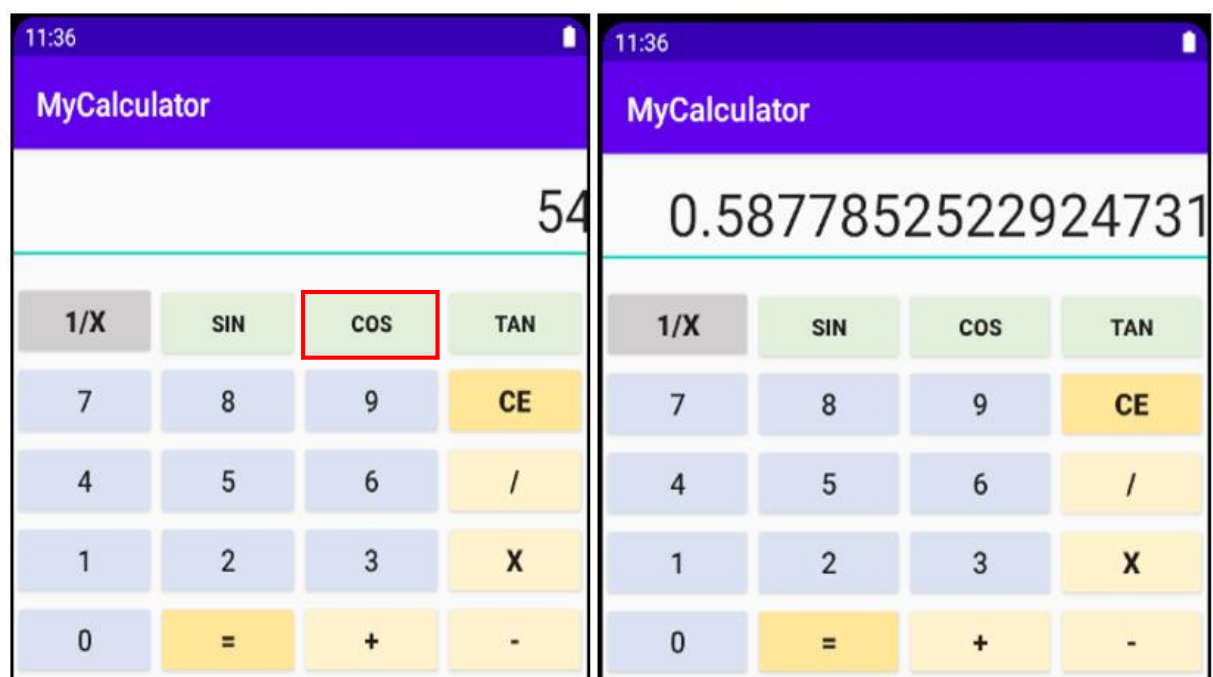 11:36
MyCalculator
54
1/X SIN COS TAN
7 8 9 CE
4 5 6 /
1 2 3 X
0 = + -
11:36
MyCalculator
0.5877852522924731
1/X SIN COS TAN
7 8 9 CE
4 5 6 /
1 2 3 X
0 = + -